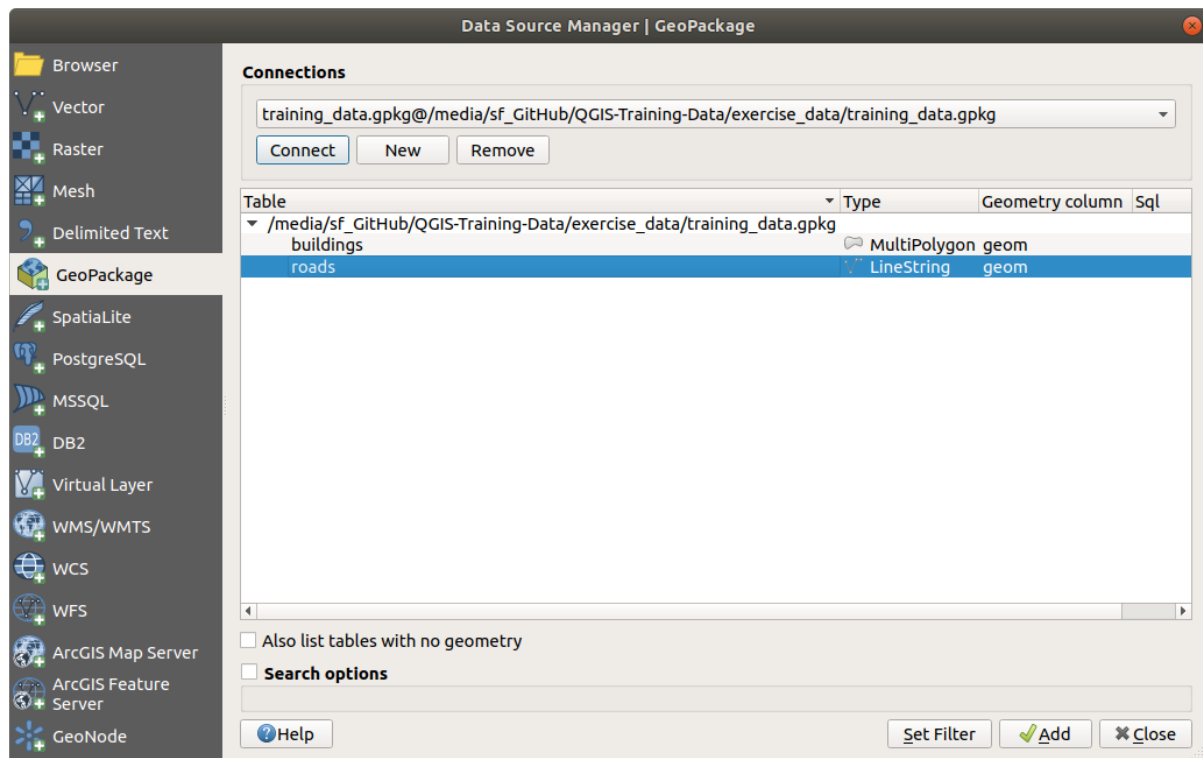 Data Source Manager | GeoPackage
Browser
Vector
Raster
Mesh
Delimited Text
GeoPackage
SpatiaLite
PostgreSQL
MSSQL
DB2 DB2
Virtual Layer
WMS/WMTS
WCS
WFS
ArcGIS Map Server
ArcGIS Feature
Server
GeoNode
Connections
training_data.gpkg@/media/sf_GitHub/QGIS-Training-Data/exercise_data/training_data.gpkg
Connect New Remove
Table Type Geometry column Sql
/media/sf_GitHub/QGIS-Training-Data/exercise_data/training_data.gpkg
buildings MultiPolygon geom
roads LineString geom
Also list tables with no geometry
Search options
Help Set Filter Add Close